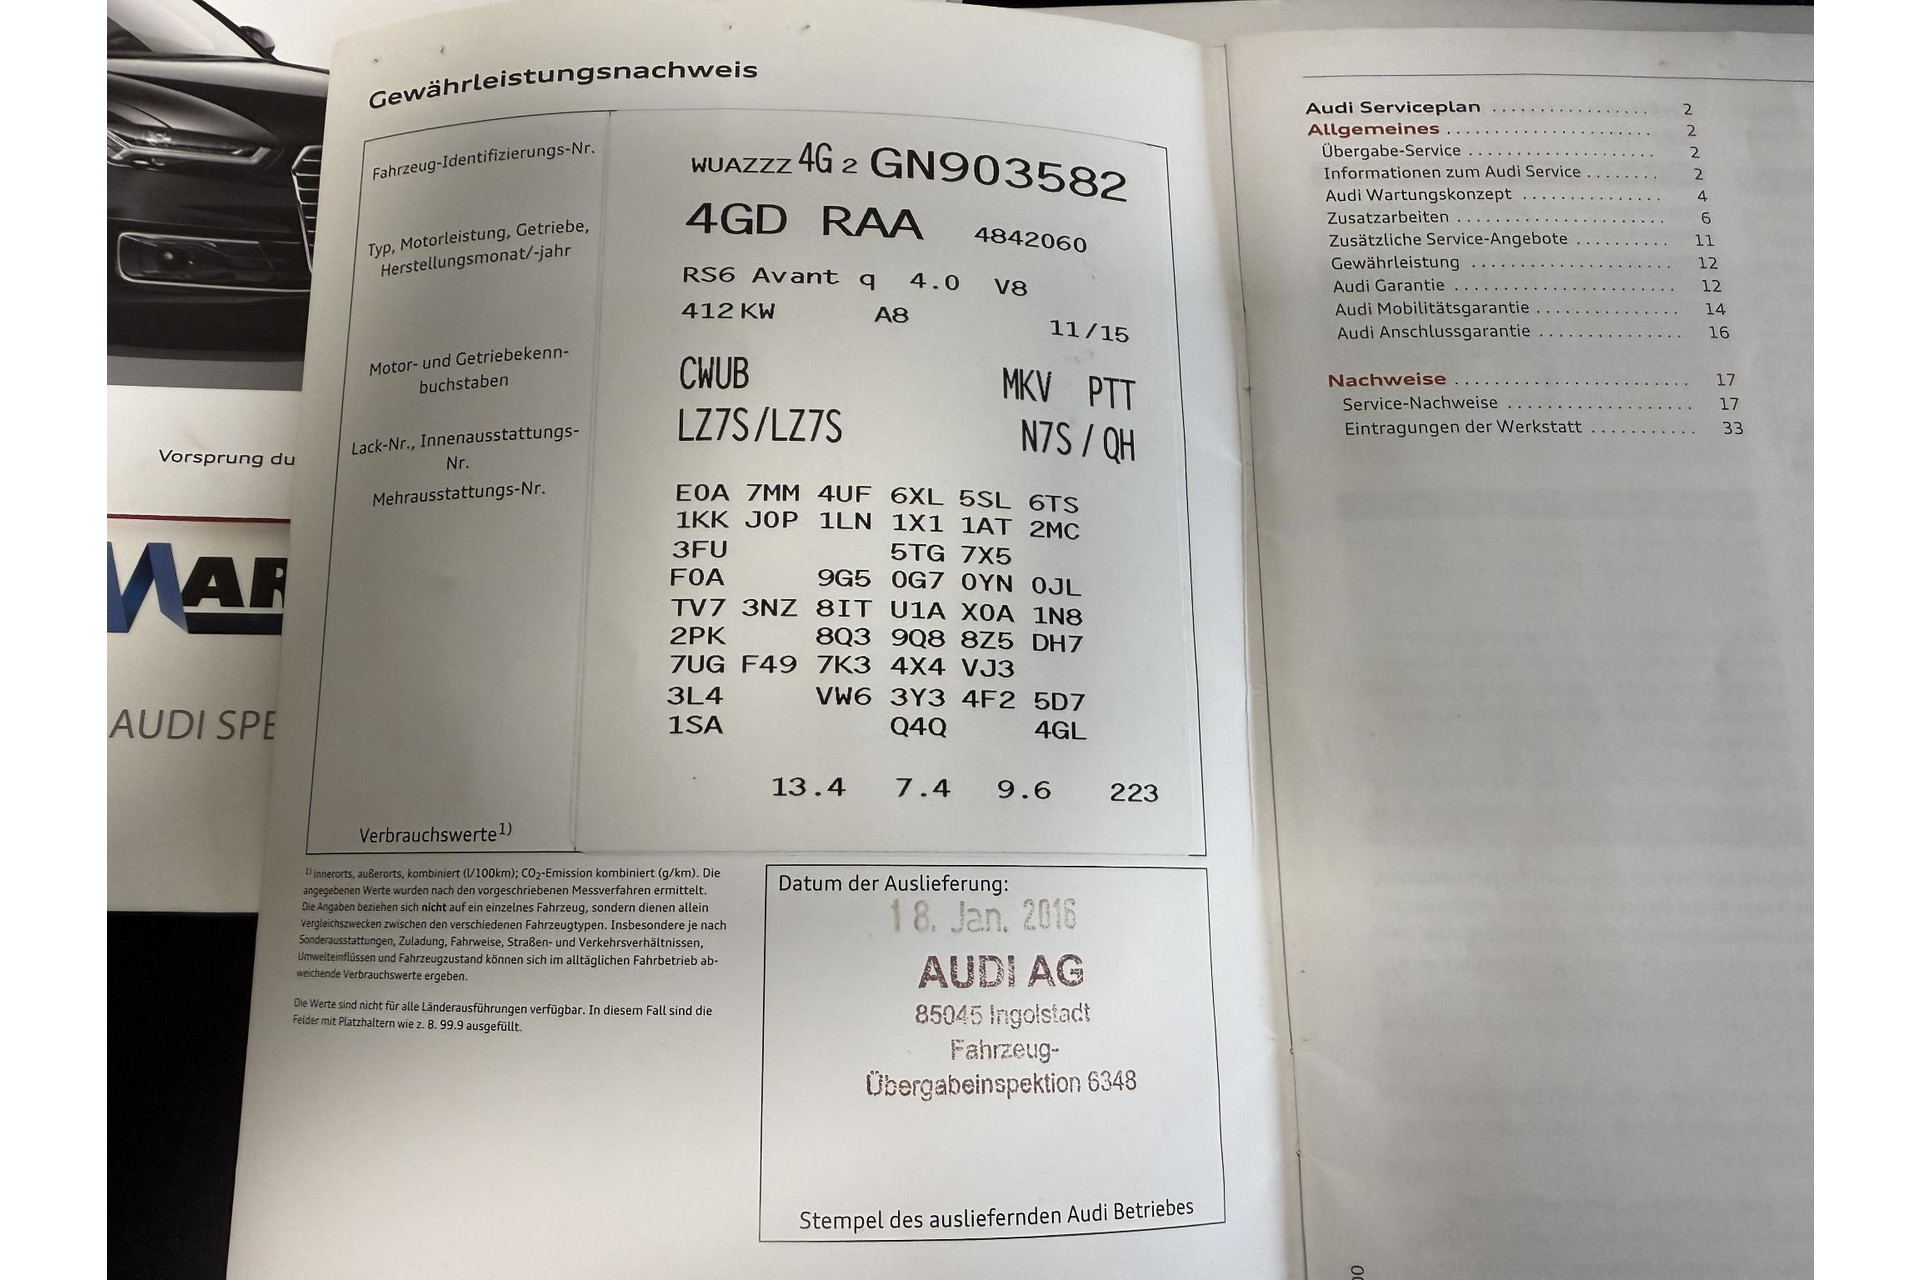 Gewährleistungsnachweis
Fahrzeug-Identifizierungs-Nr.
WUAZZZ 4G 2 GN903582
4GD RAA 4842060
Typ, Motorleistung, Getriebe,
Herstellungsmonat/-jahr
RS6 Avant q 4.0 V8
412 KW A8 11/15
Motor- und Getriebekenn-
buchstaben
CWUB MKV PTT
Lack-Nr., Innenausstattungs-
Nr.
LZ7S/LZ7S N7S / QH
Mehrausstattungs-Nr.
E0A 7MM 4UF 6XL 5SL 6TS
1KK J0P 1LN 1X1 1AT 2MC
3FU 5TG 7X5
F0A 9G5 0G7 0YN 0JL
TV7 3NZ 8IT U1A X0A 1N8
2PK 8Q3 9Q8 8Z5 DH7
7UG F49 7K3 4X4 VJ3
3L4 VW6 3Y3 4F2 5D7
1SA Q4Q 4GL
13.4 7.4 9.6 223
Verbrauchswerte1)
1) innerorts, außerorts, kombiniert (l/100km); CO2-Emission kombiniert (g/km). Die
angegebenen Werte wurden nach den vorgeschriebenen Messverfahren ermittelt.
Die Angaben beziehen sich nicht auf ein einzelnes Fahrzeug, sondern dienen allein
Vergleichszwecken zwischen den verschiedenen Fahrzeugtypen. Insbesondere je nach
Sonderausstattungen, Zuladung, Fahrweise, Straßen- und Verkehrsverhältnissen,
Umwelteinflüssen und Fahrzeugzustand können sich im alltäglichen Fahrbetrieb ab-
weichende Verbrauchswerte ergeben.
Die Werte sind nicht für alle Länderausführungen verfügbar. In diesem Fall sind die
Felder mit Platzhaltern wie z. B. 99.9 ausgefüllt.
Datum der Auslieferung:
18. Jan. 2016
AUDI AG
85045 Ingolstadt
Fahrzeug-
Übergabeinspektion 6348
Stempel des ausliefernden Audi Betriebes
Audi Serviceplan ................. 2
Allgemeines ...................... 2
Übergabe-Service .................... 2
Informationen zum Audi Service ........ 2
Audi Wartungskonzept ............... 4
Zusatzarbeiten ...................... 6
Zusätzliche Service-Angebote .......... 11
Gewährleistung ..................... 12
Audi Garantie ....................... 12
Audi Mobilitätsgarantie ............... 14
Audi Anschlussgarantie ............... 16
Nachweise ......................... 17
Service-Nachweise .................... 17
Eintragungen der Werkstatt ........... 33
Vorsprung du
MAR
AUDI SPE
00